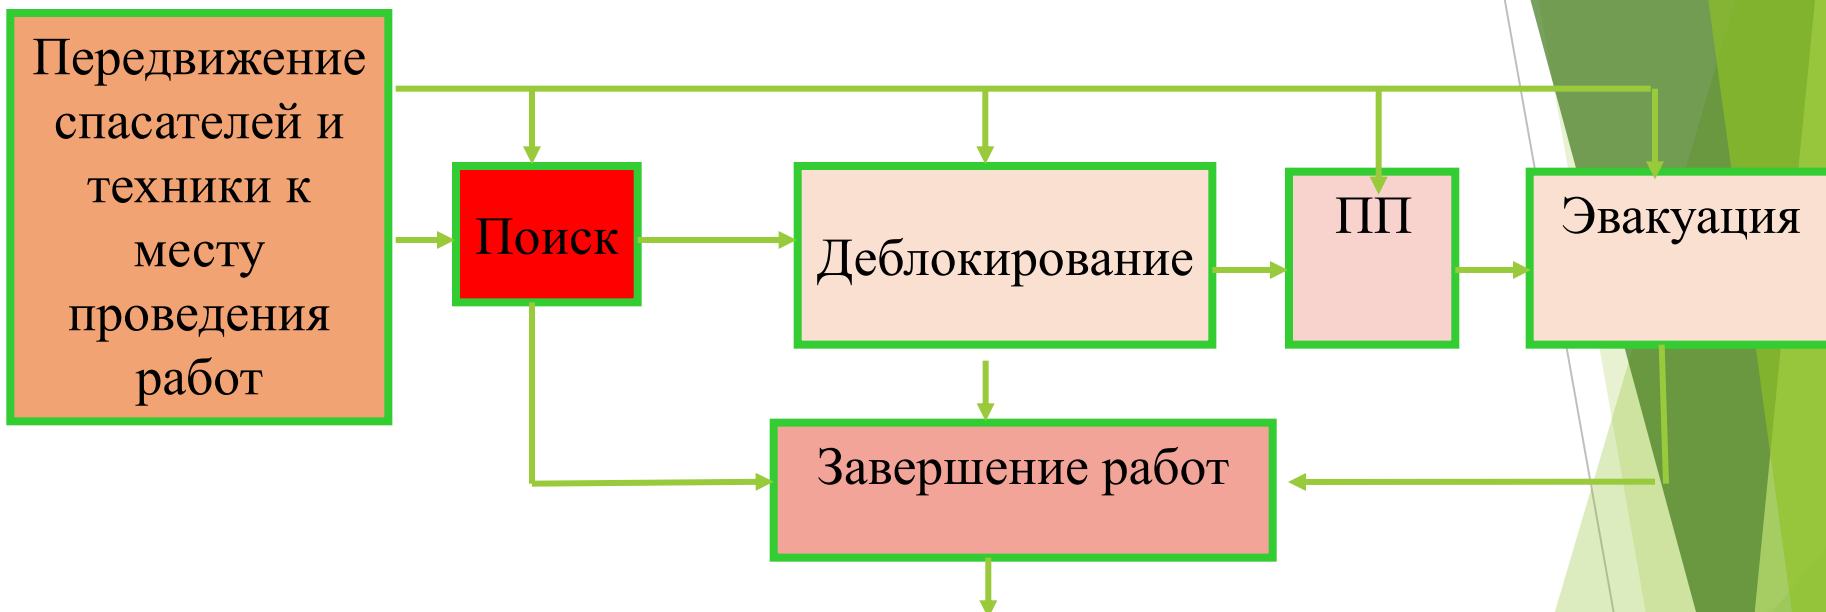 Передвижение
спасателей и
техники к
месту
проведения
работ
Поиск
Деблокирование
ПП
Эвакуация
Завершение работ